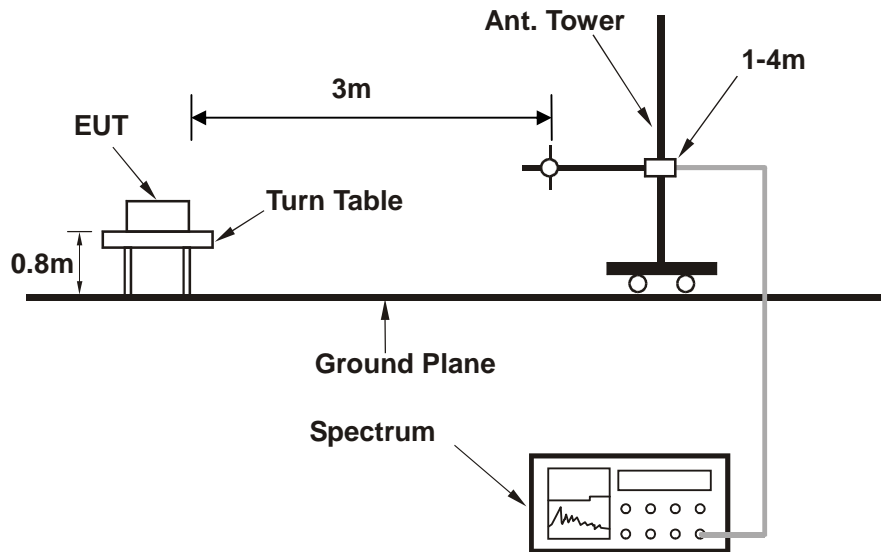 Ant. Tower
1-4m
3m
EUT
Turn Table
0.8m
Ground Plane
Spectrum